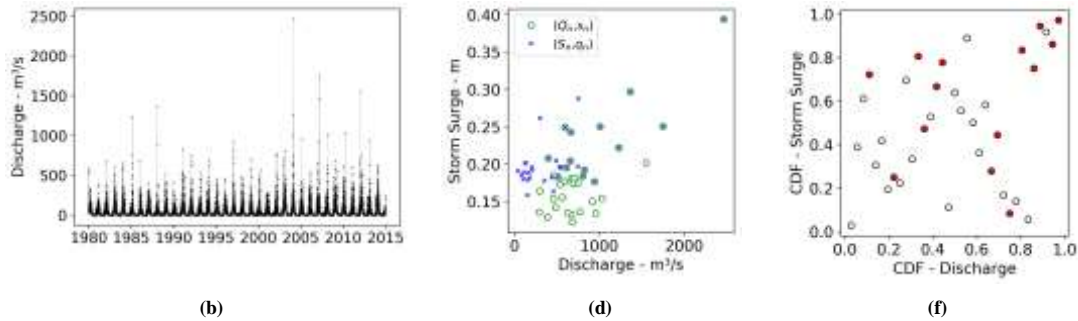 Discharge - m³/s
2500
2000
1500
1000
500
0
1980 1985 1990 1995 2000 2005 2010 2015
(b)
Storm Surge - m
0.40
0.35
0.30
0.25
0.20
0.15
0 1000 2000
Discharge - m³/s
(d)
CDF - Storm Surge
1.0
0.8
0.6
0.4
0.2
0.0
0.0 0.2 0.4 0.6 0.8 1.0
CDF - Discharge
(f)